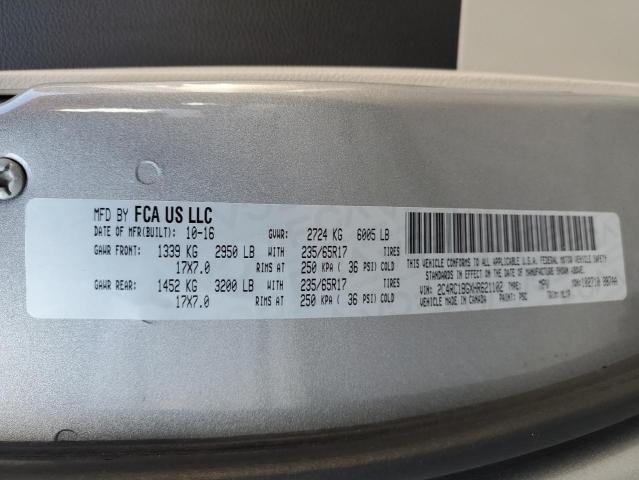 MFD BY FCA US LLC
DATE OF MFR(BUILT): 10-16 GVWR: 2724 KG 6005 LB
GAWR FRONT: 1339 KG 2950 LB WITH 235/65R17 TIRES
17X7.0 RIMS AT 250 KPA ( 36 PSI) COLD
GAWR REAR: 1452 KG 3200 LB WITH 235/65R17 TIRES
17X7.0 RIMS AT 250 KPA ( 36 PSI) COLD
THIS VEHICLE CONFORMS TO ALL APPLICABLE U.S.A. FEDERAL MOTOR VEHICLE SAFETY
STANDARDS IN EFFECT ON THE DATE OF MANUFACTURE SHOWN ABOVE.
VIN: 2C4RC1BGXHR621102 TYPE: MPV MDH: 102710 007AA
VEHICLE MADE IN CANADA PAINT: PSC TRIM: